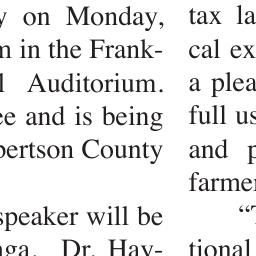 y on Monday,
m in the Frank-
l Auditorium.
ee and is being
bertson County
speaker will be
nga. Dr. Hay-
tax la
cal ex
a plea
full us
and p
farmer
"T
tional